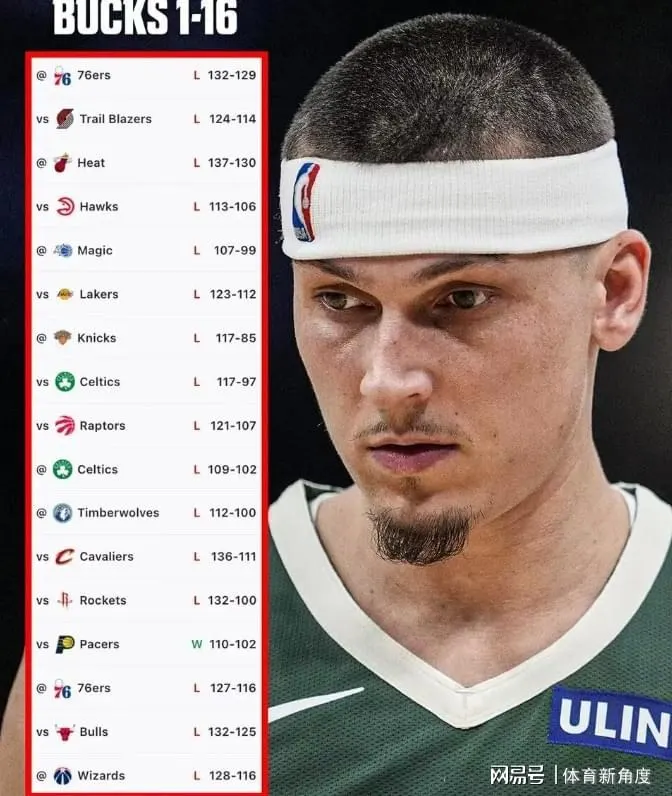 BUCKS 1-16
@ 76ers L 132-129
vs Trail Blazers L 124-114
@ Heat L 137-130
vs Hawks L 113-106
@ Magic L 107-99
vs Lakers L 123-112
@ Knicks L 117-85
vs Celtics L 117-97
vs Raptors L 121-107
@ Celtics L 109-102
@ Timberwolves L 112-100
vs Cavaliers L 136-111
vs Rockets L 132-100
vs Pacers W 110-102
@ 76ers L 127-116
vs Bulls L 132-125
@ Wizards L 128-116
ULIN
网易号 | 体育新角度